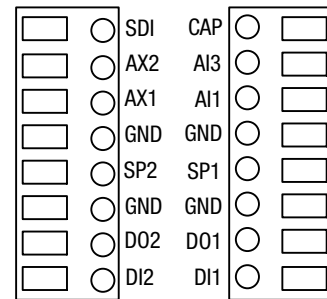 SDI CAP
AX2 AI3
AX1 AI1
GND GND
SP2 SP1
GND GND
DO2 DO1
DI2 DI1